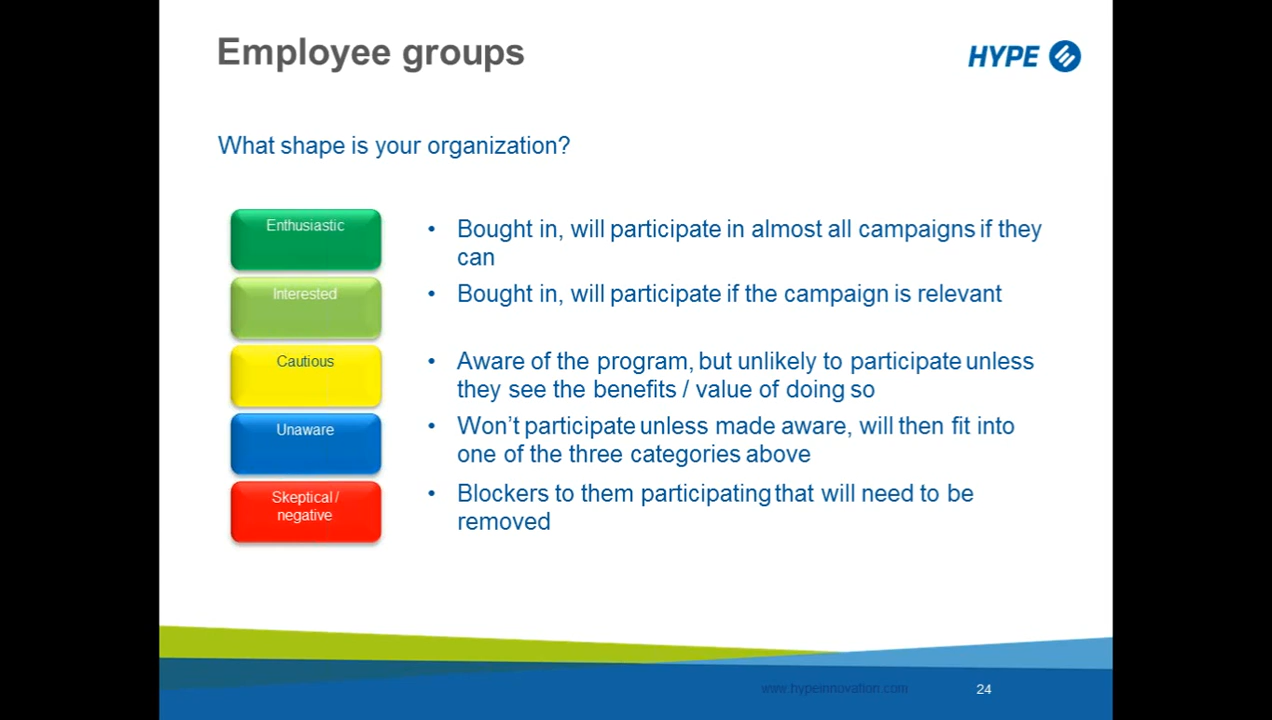 Employee groups
HYPE
What shape is your organization?
Enthusiastic
• Bought in, will participate in almost all campaigns if they
can
Interested
• Bought in, will participate if the campaign is relevant
Cautious
• Aware of the program, but unlikely to participate unless
they see the benefits / value of doing so
Unaware
• Won't participate unless made aware, will then fit into
one of the three categories above
Skeptical /
negative
• Blockers to them participating that will need to be
removed
www.hypeinnovation.com
24